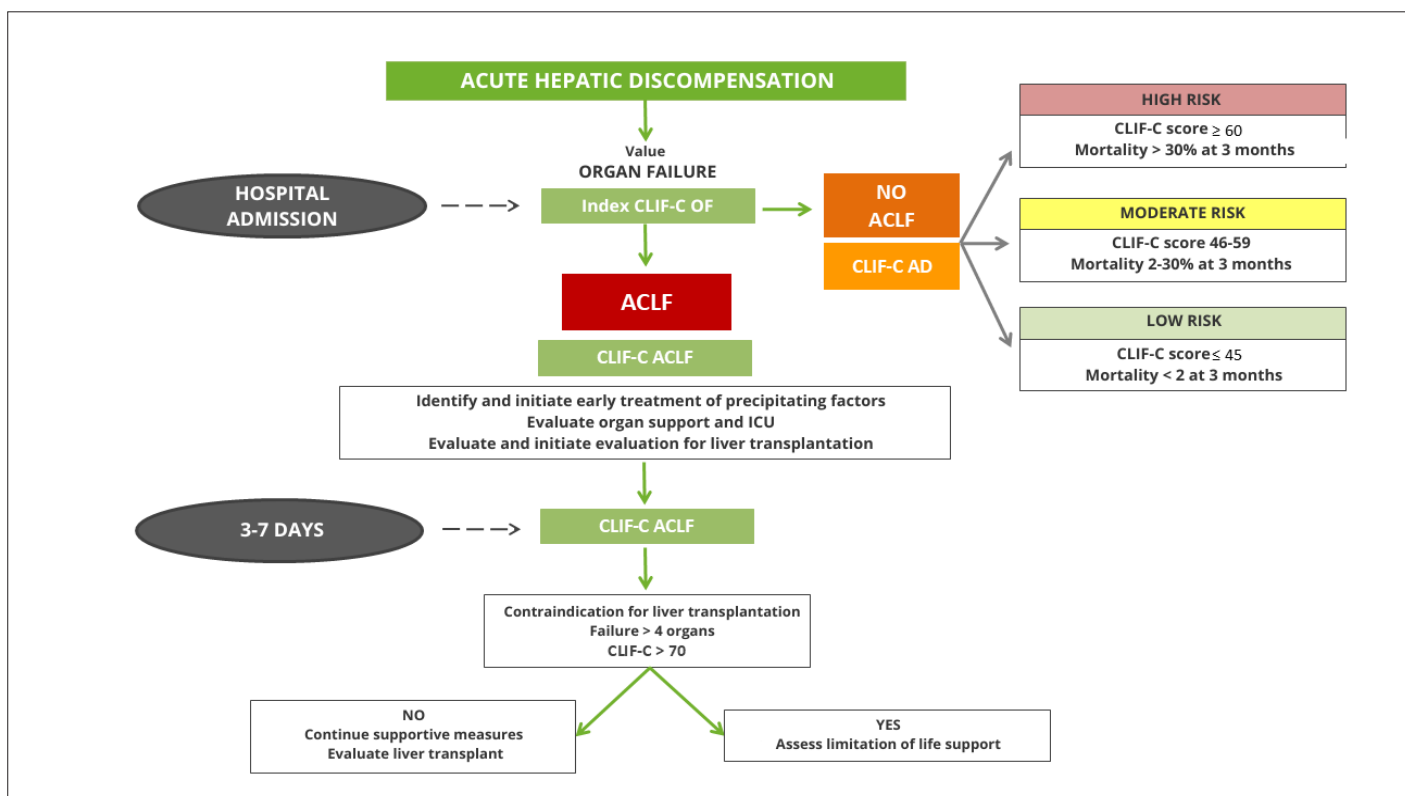 ACUTE HEPATIC DISCOMPENSATION
Value
ORGAN FAILURE
HOSPITAL
ADMISSION
Index CLIF-C OF
NO
ACLF
CLIF-C AD
HIGH RISK
CLIF-C score ≥ 60
Mortality > 30% at 3 months
MODERATE RISK
CLIF-C score 46-59
Mortality 2-30% at 3 months
LOW RISK
CLIF-C score ≤ 45
Mortality < 2 at 3 months
ACLF
CLIF-C ACLF
Identify and initiate early treatment of precipitating factors
Evaluate organ support and ICU
Evaluate and initiate evaluation for liver transplantation
3-7 DAYS
CLIF-C ACLF
Contraindication for liver transplantation
Failure > 4 organs
CLIF-C > 70
NO
Continue supportive measures
Evaluate liver transplant
YES
Assess limitation of life support